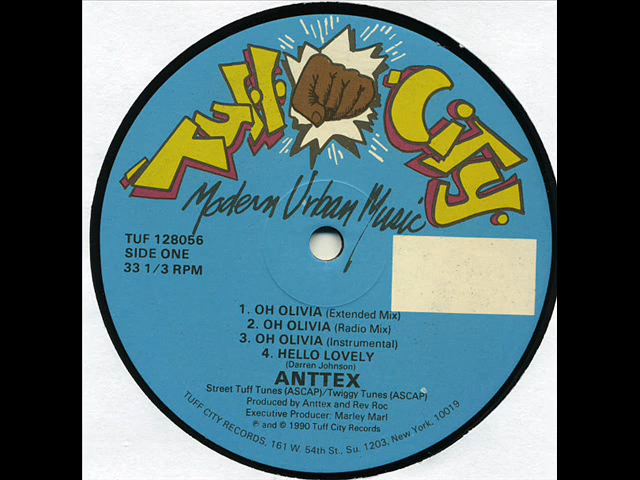 Tuff City
Modern Urban Music
TUF 128056
SIDE ONE
33 1/3 RPM
1. OH OLIVIA (Extended Mix)
2. OH OLIVIA (Radio Mix)
3. OH OLIVIA (Instrumental)
4. HELLO LOVELY
(Darren Johnson)
ANTTEX
Street Tuff Tunes (ASCAP)/Twiggy Tunes (ASCAP)
Produced by Anttex and Rev Roc
Executive Producer: Marley Marl
℗ and © 1990 Tuff City Records
TUFF CITY RECORDS, 161 W. 54th St., Su. 1203, New York, 10019